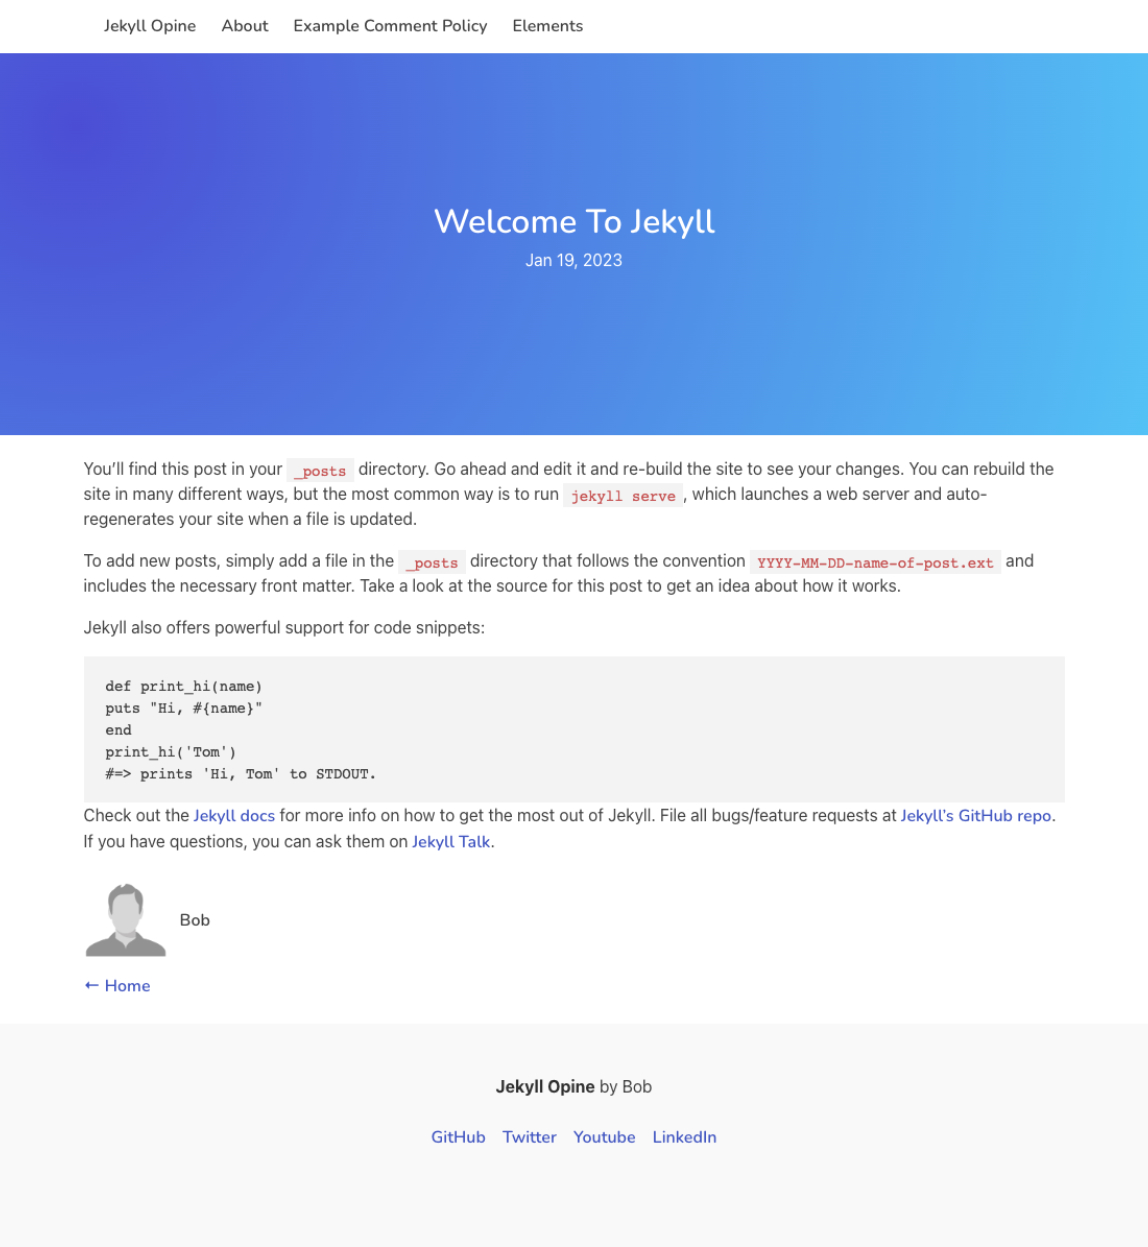 Jekyll Opine About Example Comment Policy Elements
Welcome To Jekyll
Jan 19, 2023
You’ll find this post in your _posts directory. Go ahead and edit it and re-build the site to see your changes. You can rebuild the
site in many different ways, but the most common way is to run jekyll serve, which launches a web server and auto-
regenerates your site when a file is updated.
To add new posts, simply add a file in the _posts directory that follows the convention YYYY-MM-DD-name-of-post.ext and
includes the necessary front matter. Take a look at the source for this post to get an idea about how it works.
Jekyll also offers powerful support for code snippets:
def print_hi(name)
puts "Hi, #{name}"
end
print_hi('Tom')
#=> prints 'Hi, Tom' to STDOUT.
Check out the Jekyll docs for more info on how to get the most out of Jekyll. File all bugs/feature requests at Jekyll’s GitHub repo.
If you have questions, you can ask them on Jekyll Talk.
Bob
← Home
Jekyll Opine by Bob
GitHub Twitter Youtube LinkedIn